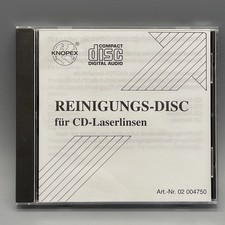 KNOPEX
COMPACT
disc
DIGITAL AUDIO
REINIGUNGS-DISC
für CD-Laserlinsen
Art.-Nr. 02 004750